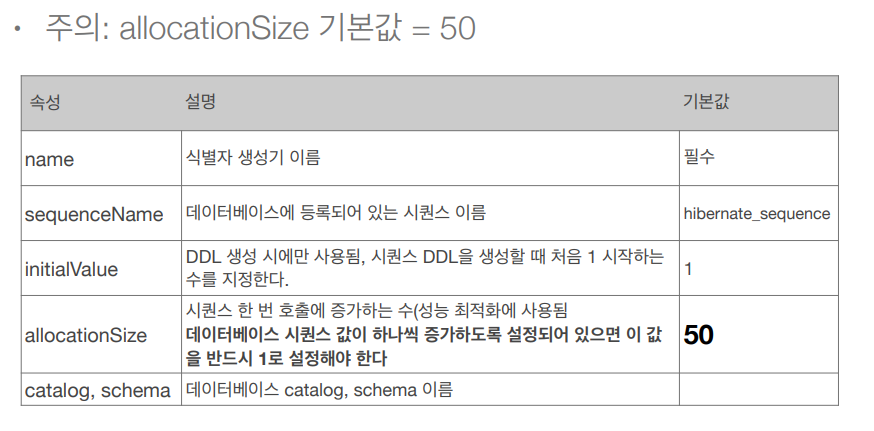 • 주의: allocationSize 기본값 = 50
속성 설명 기본값
name 식별자 생성기 이름 필수
sequenceName 데이터베이스에 등록되어 있는 시퀀스 이름 hibernate_sequence
initialValue DDL 생성 시에만 사용됨, 시퀀스 DDL을 생성할 때 처음 1 시작하는
수를 지정한다. 1
allocationSize 시퀀스 한 번 호출에 증가하는 수(성능 최적화에 사용됨
데이터베이스 시퀀스 값이 하나씩 증가하도록 설정되어 있으면 이 값
을 반드시 1로 설정해야 한다 50
catalog, schema 데이터베이스 catalog, schema 이름